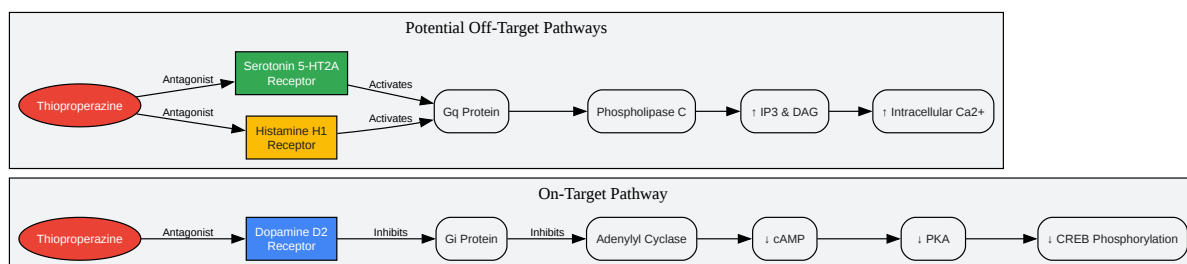 Potential Off-Target Pathways
Thioproperazine
Antagonist
Serotonin 5-HT2A
Receptor
Activates
Antagonist
Histamine H1
Receptor
Activates
Gq Protein
Phospholipase C
↑ IP3 & DAG
↑ Intracellular Ca2+
On-Target Pathway
Thioproperazine
Antagonist
Dopamine D2
Receptor
Inhibits
Gi Protein
Inhibits
Adenylyl Cyclase
↓ cAMP
↓ PKA
↓ CREB Phosphorylation